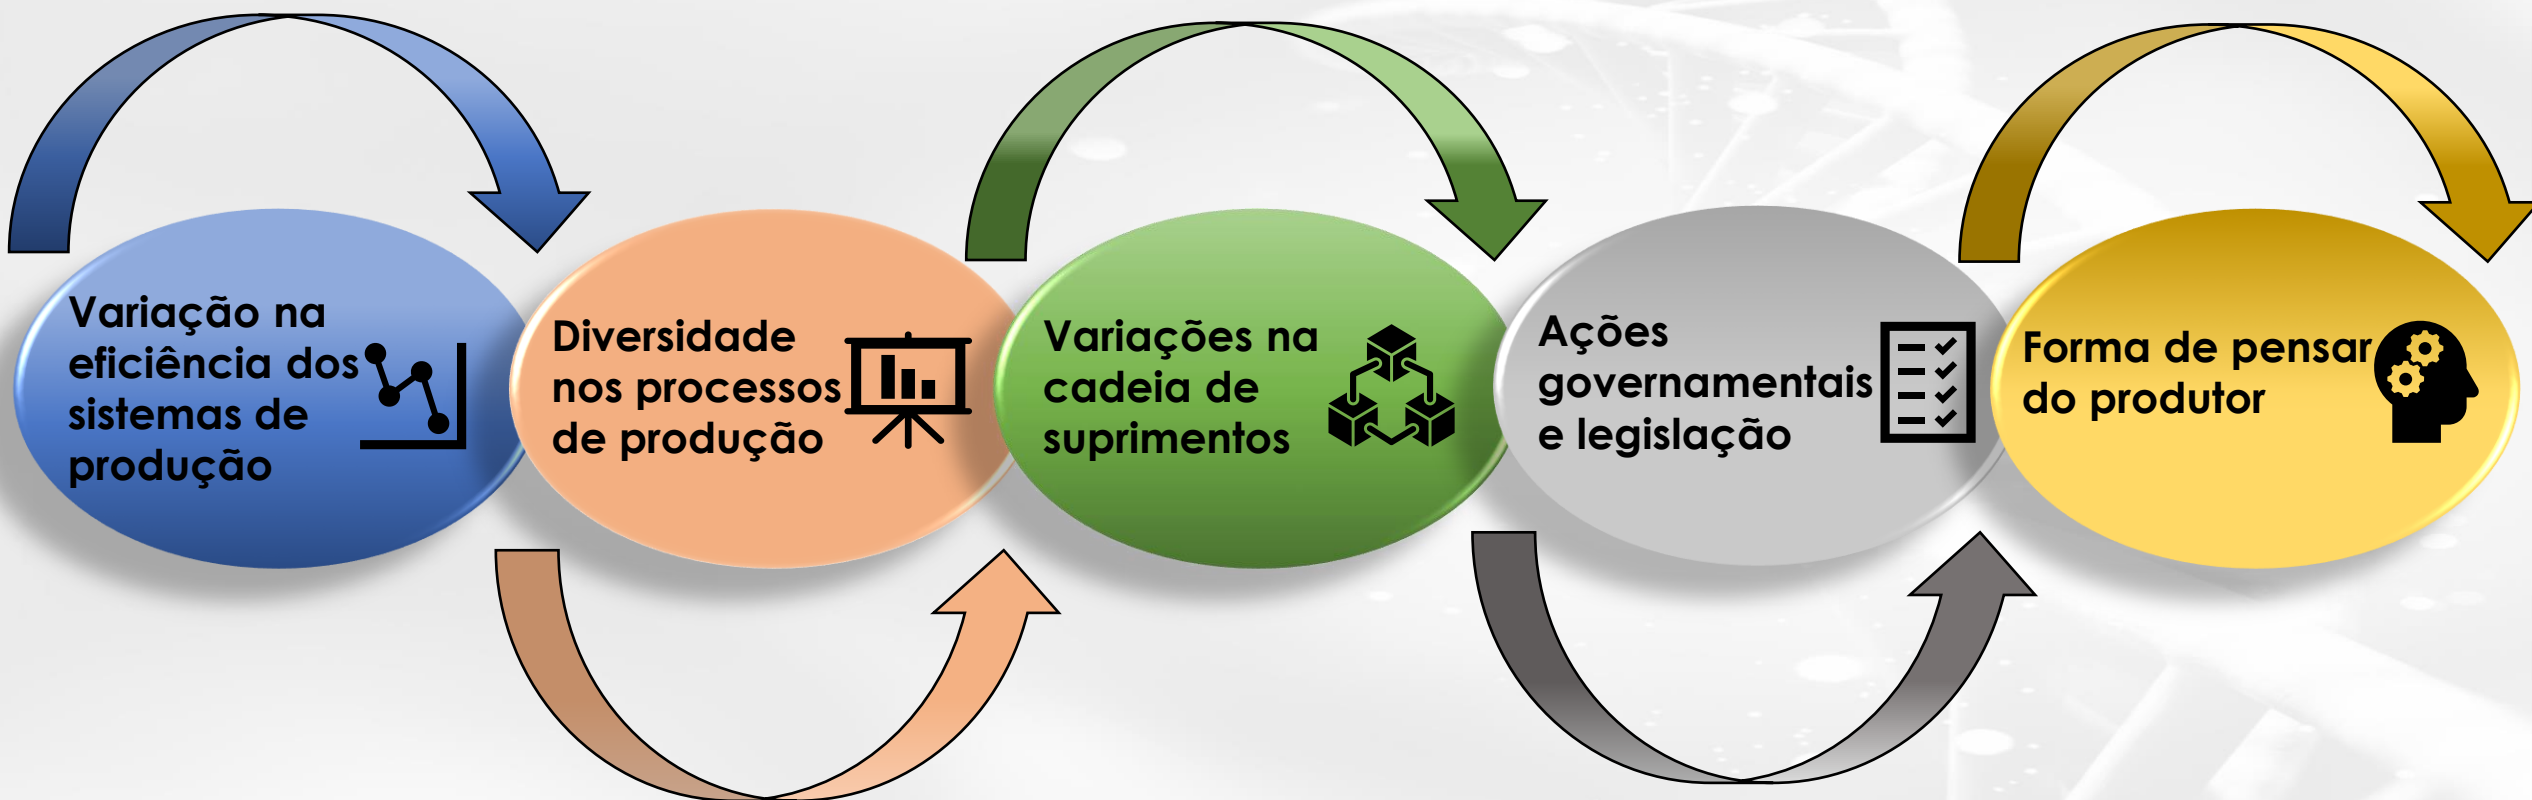 Variação na
eficiência dos
sistemas de
produção
Diversidade
nos processos
de produção
Variações na
cadeia de
suprimentos
Ações
governamentais
e legislação
Forma de pensar
do produtor